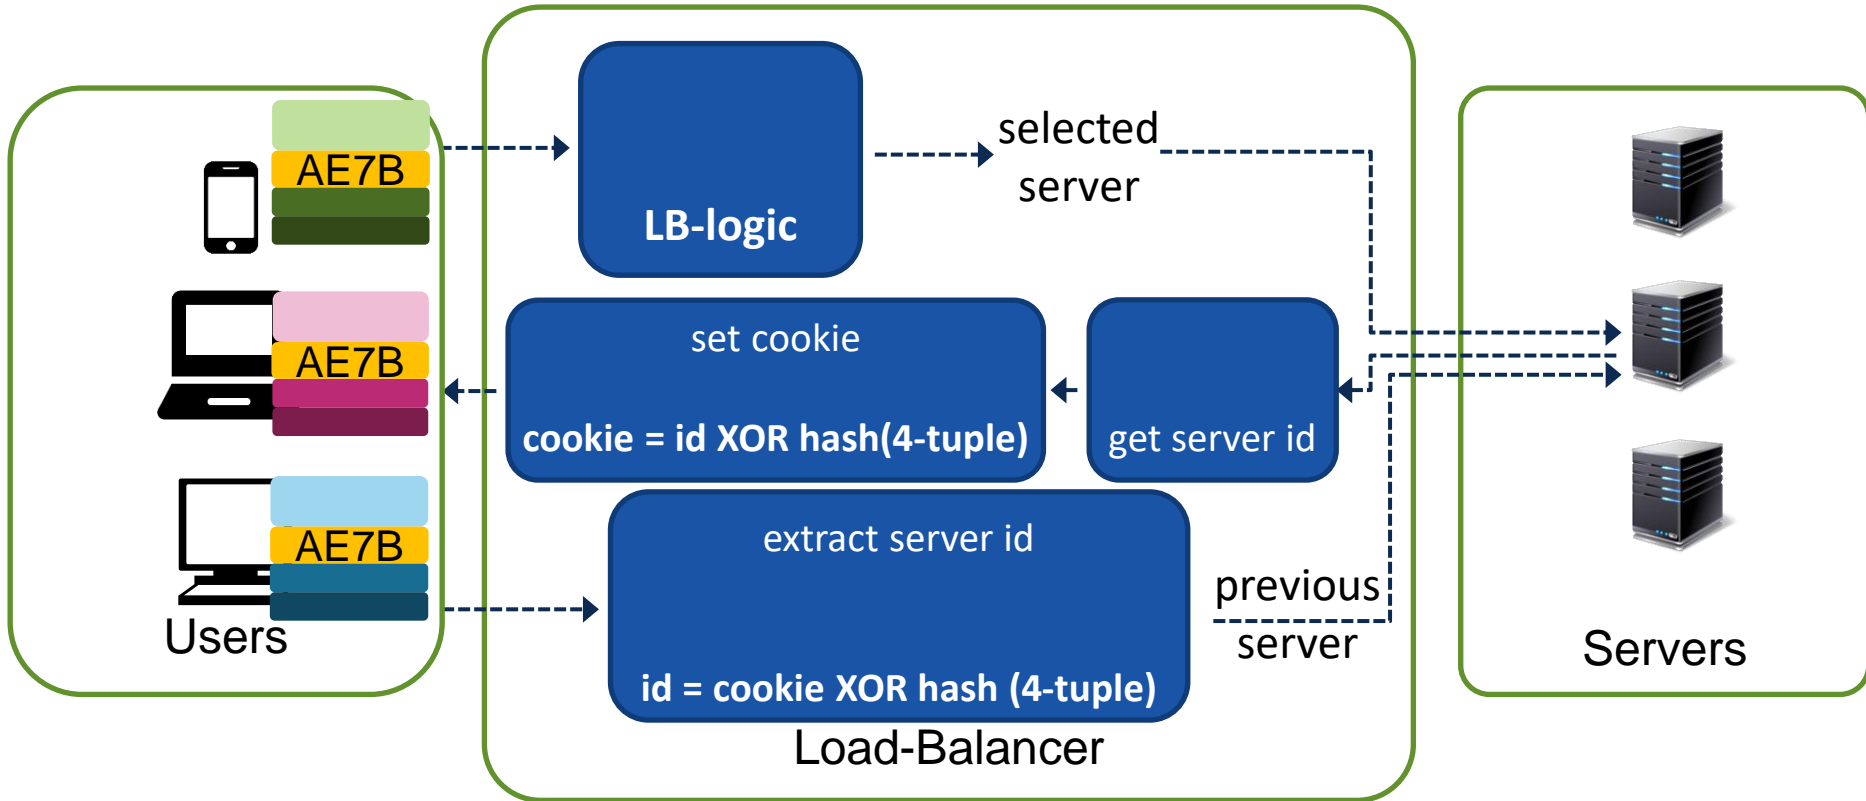 AE7B
AE7B
AE7B
Users
LB-logic
selected
server
set cookie
cookie = id XOR hash(4-tuple)
get server id
extract server id
id = cookie XOR hash (4-tuple)
previous
server
Load-Balancer
Servers